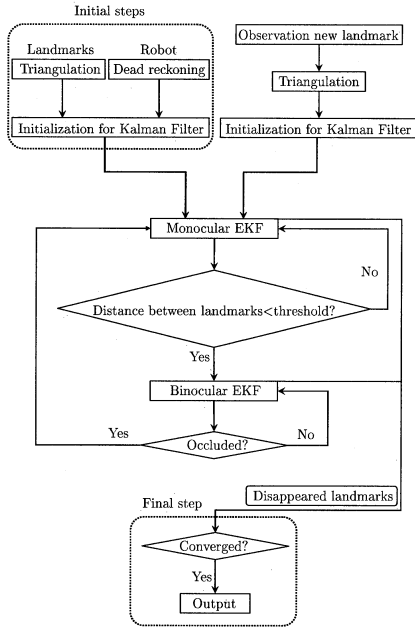 Initial steps
Landmarks
Robot
Observation new landmark
Triangulation
Dead reckoning
Triangulation
Initialization for Kalman Filter
Initialization for Kalman Filter
Monocular EKF
No
Distance between landmarks<threshold?
Yes
Binocular EKF
Yes
No
Occluded?
Disappeared landmarks
Final step
Converged?
Yes
Output